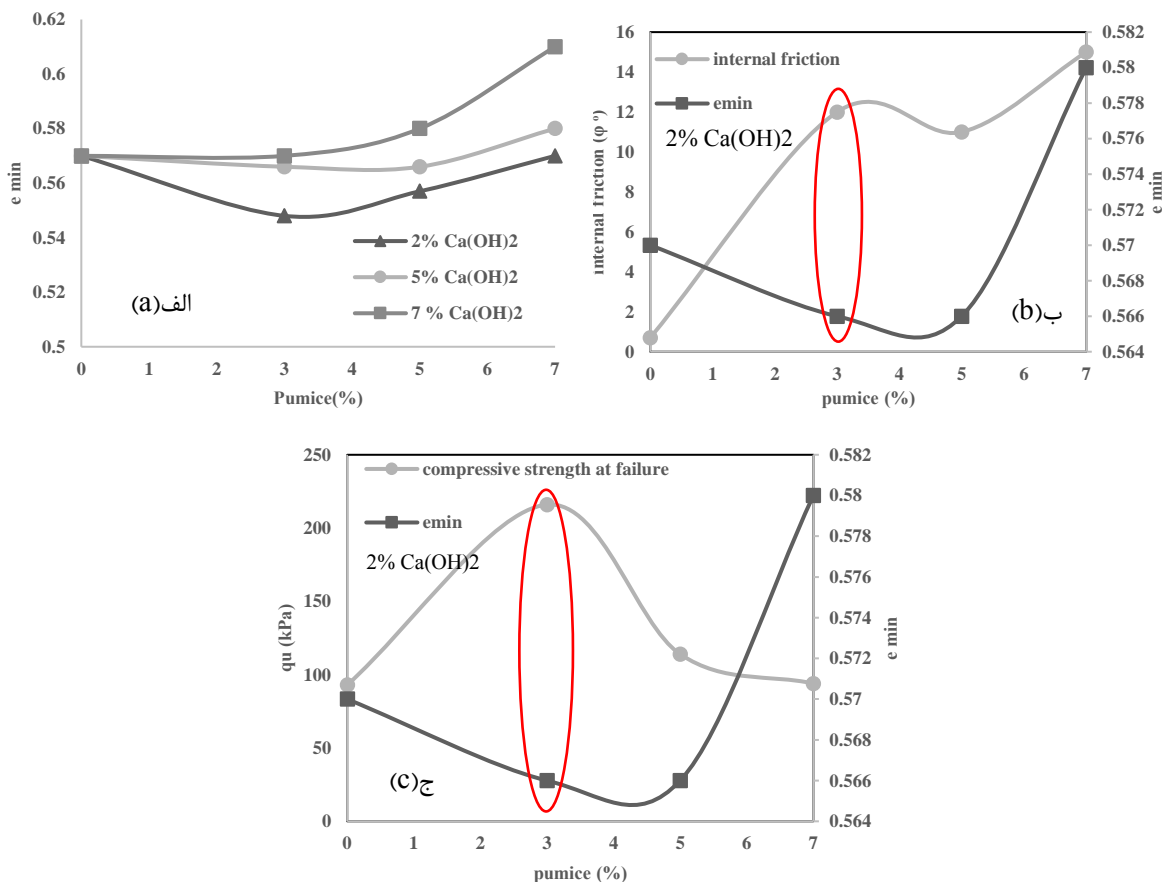 0.62
0.6
0.58
0.56
0.54
0.52
0.5
e min
0 1 2 3 4 5 6 7
Pumice(%)
2% Ca(OH)2
5% Ca(OH)2
7 % Ca(OH)2
الف(a)
16
14
12
10
8
6
4
2
0
internal friction (φ º)
internal friction
emin
2% Ca(OH)2
0.582
0.58
0.578
0.576
0.574
0.572
0.57
0.568
0.566
0.564
e min
0 1 2 3 4 5 6 7
pumice (%)
ب(b)
250
200
150
100
50
0
qu (kPa)
compressive strength at failure
emin
2% Ca(OH)2
0.582
0.58
0.578
0.576
0.574
0.572
0.57
0.568
0.566
0.564
e min
0 1 2 3 4 5 6 7
pumice (%)
ج(c)